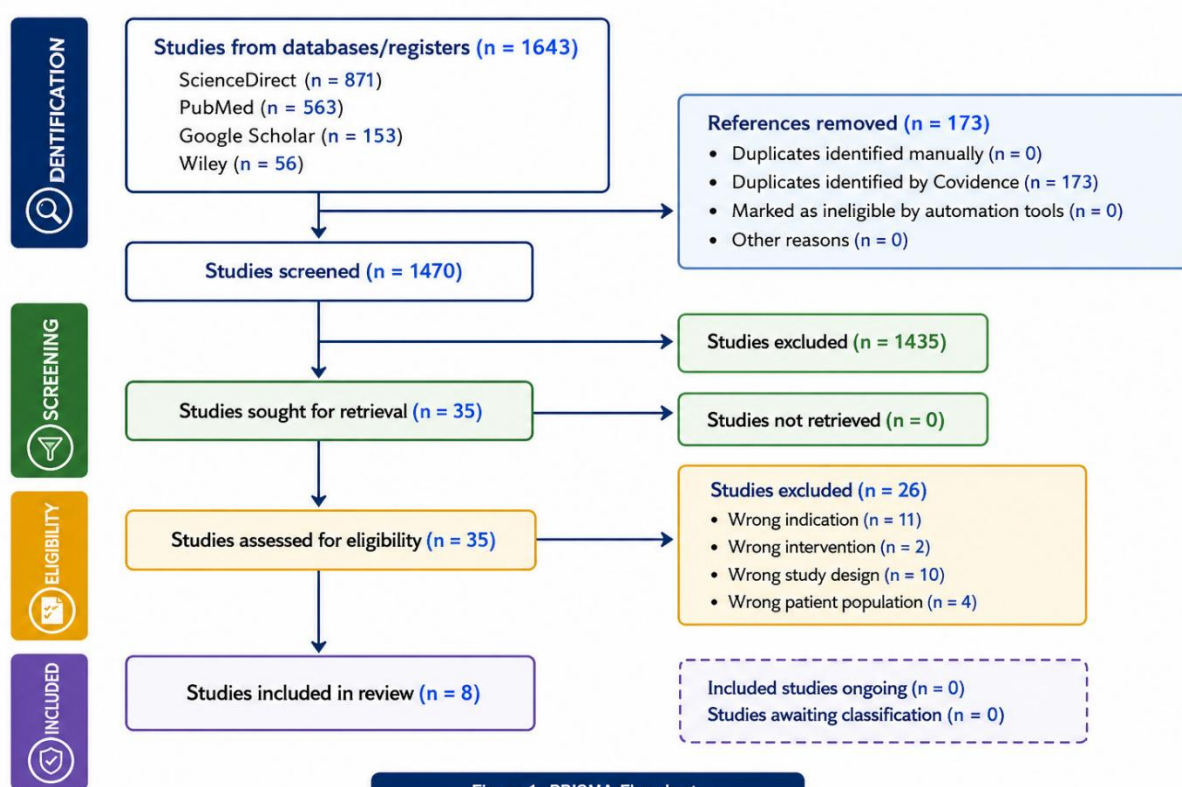 IDENTIFICATION
Studies from databases/registers (n = 1643)
ScienceDirect (n = 871)
PubMed (n = 563)
Google Scholar (n = 153)
Wiley (n = 56)
References removed (n = 173)
• Duplicates identified manually (n = 0)
• Duplicates identified by Covidence (n = 173)
• Marked as ineligible by automation tools (n = 0)
• Other reasons (n = 0)
Studies screened (n = 1470)
SCREENING
Studies excluded (n = 1435)
Studies sought for retrieval (n = 35)
Studies not retrieved (n = 0)
ELIGIBILITY
Studies assessed for eligibility (n = 35)
Studies excluded (n = 26)
• Wrong indication (n = 11)
• Wrong intervention (n = 2)
• Wrong study design (n = 10)
• Wrong patient population (n = 4)
INCLUDED
Studies included in review (n = 8)
Included studies ongoing (n = 0)
Studies awaiting classification (n = 0)